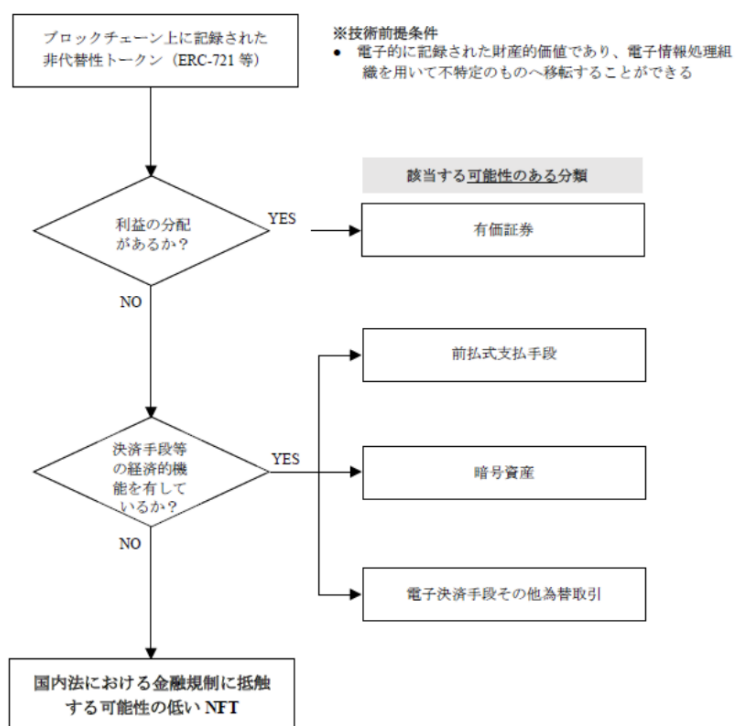 ブロックチェーン上に記録された
非代替性トークン（ERC-721 等）
※技術前提条件
● 電子的に記録された財産的価値であり、電子情報処理組
織を用いて不特定のものへ移転することができる
該当する可能性のある分類
利益の分配
があるか？
YES
有価証券
NO
前払式支払手段
決済手段等
の経済的機
能を有して
いるか？
YES
暗号資産
NO
電子決済手段その他為替取引
国内法における金融規制に抵触
する可能性の低い NFT